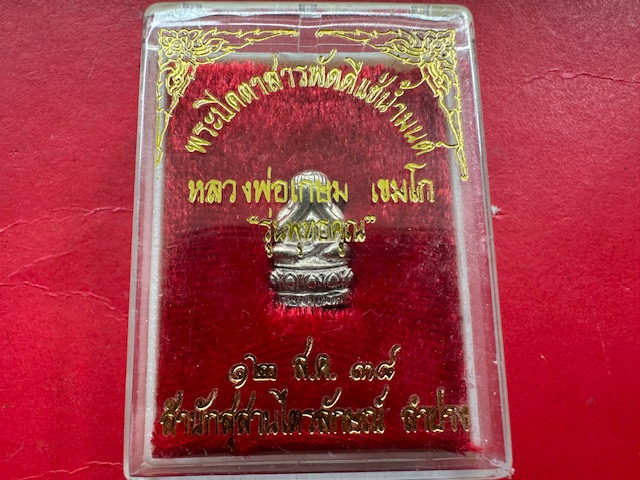 พระปิดตาสารพัดดีแช่น้ำมนต์
หลวงพ่อเกษม เขมโก
"รุ่นพุทธคุณ"
๑๒ ส.ค. ๓๘
สำนักสุสานไตรลักษณ์ ลำปาง